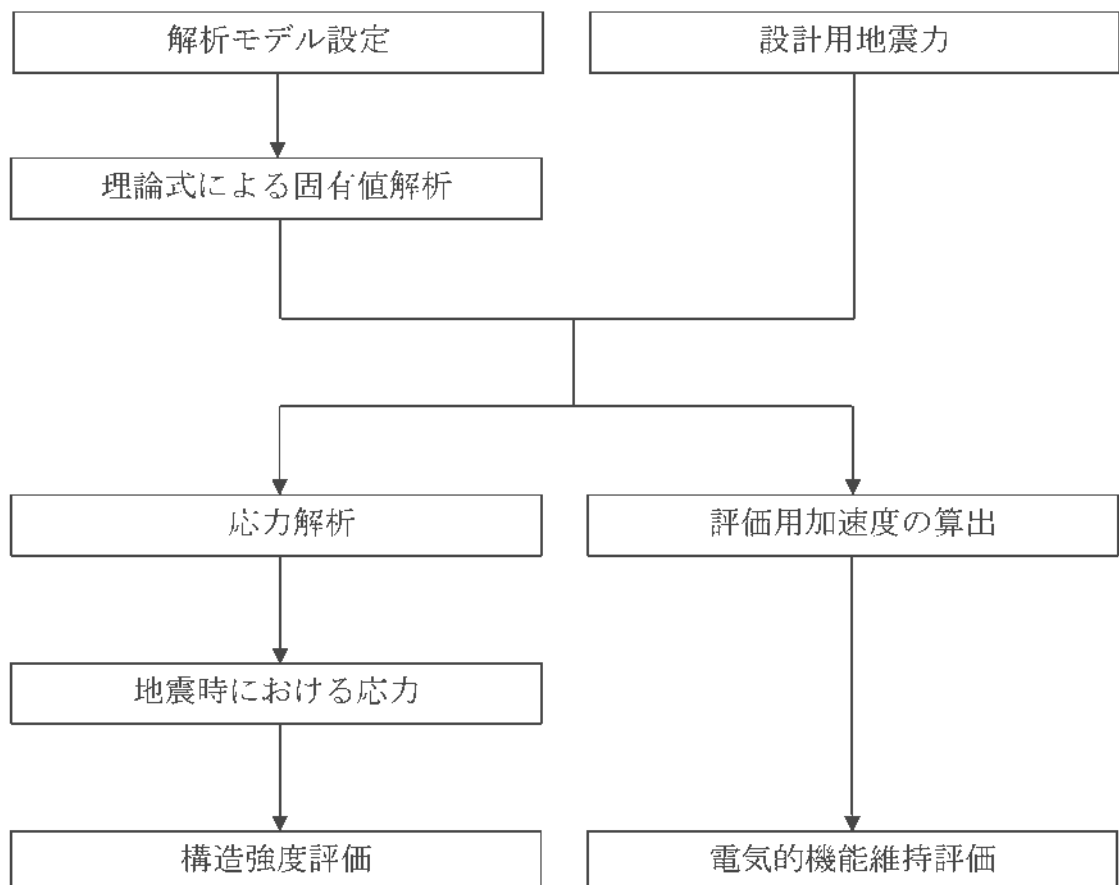 解析モデル設定
設計用地震力
理論式による固有値解析
応力解析
評価用加速度の算出
地震時における応力
構造強度評価
電気的機能維持評価